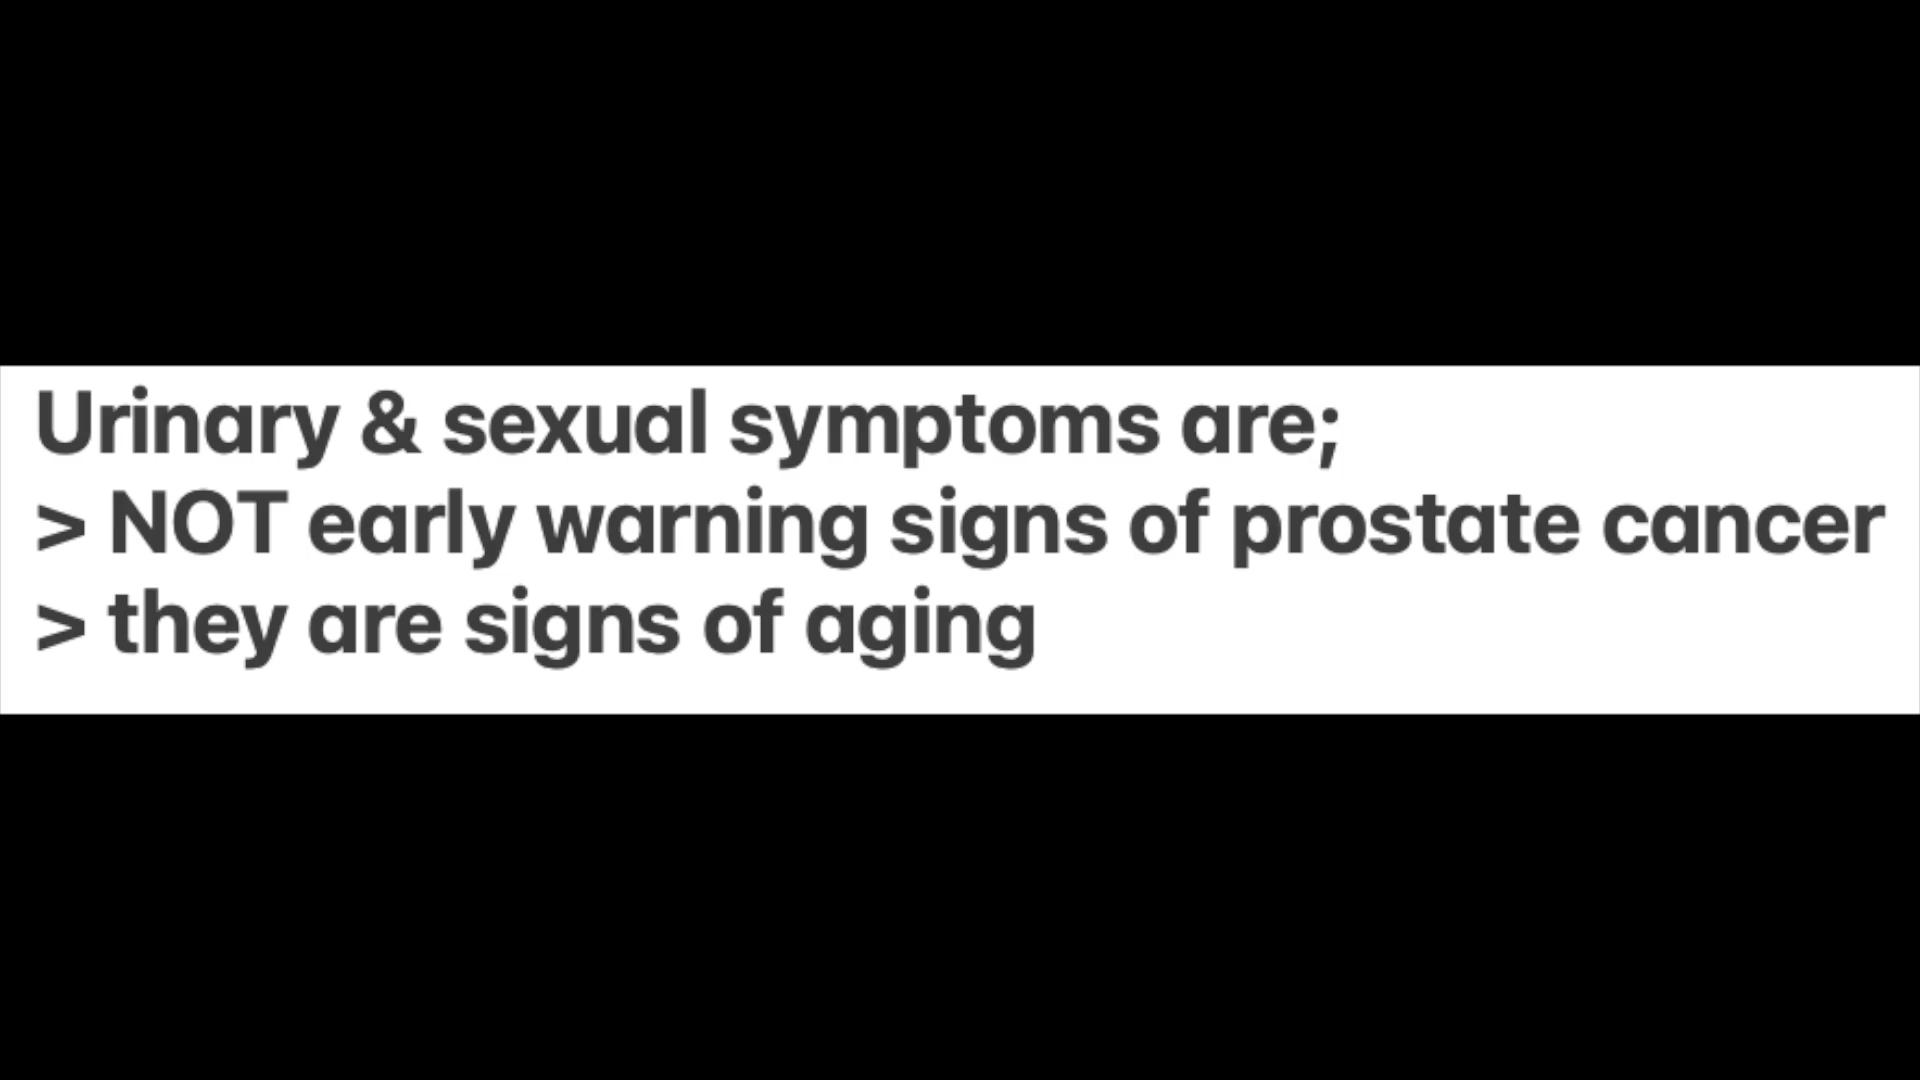 Urinary & sexual symptoms are;
> NOT early warning signs of prostate cancer
> they are signs of aging